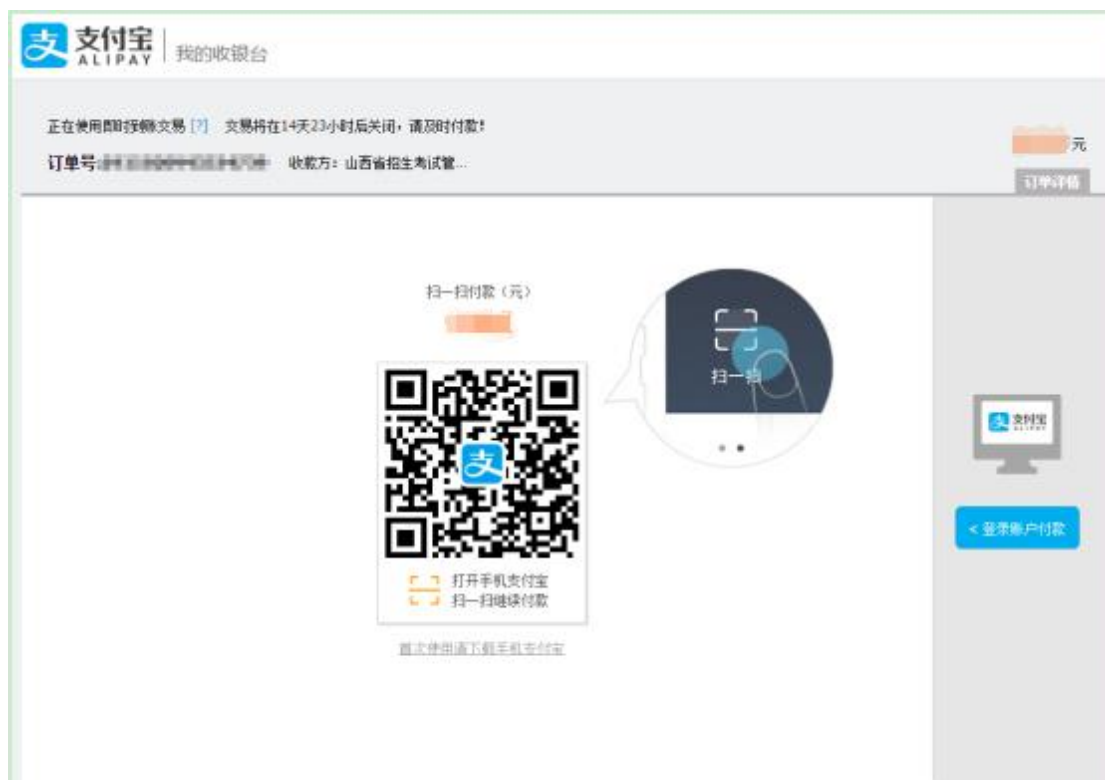 支付宝
ALIPAY
我的收银台
正在使用即时到账交易 [?] 交易将在14天23小时后关闭，请及时付款！
订单号: 收款方：山西省招生考试管...
元
订单详情
扫一扫付款（元）
扫一扫
支
打开手机支付宝
扫一扫继续付款
首次使用请下载手机支付宝
支付宝
ALIPAY
< 登录账户付款